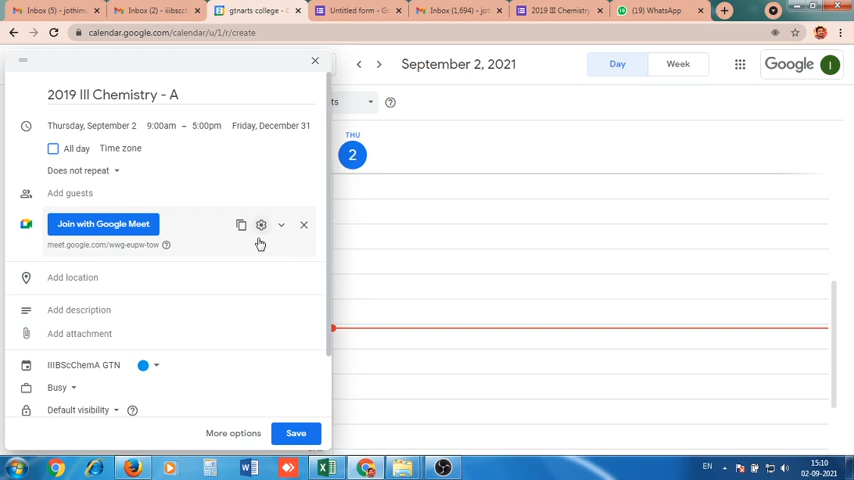 Inbox (5) - jothim
Inbox (2) - iiibsc
gtnarts college - C
Untitled form - Go
Inbox (1,694) - jot
2019 III Chemistry
(19) WhatsApp
calendar.google.com/calendar/u/1/r/create
September 2, 2021
Day
Week
Google
I
2019 III Chemistry - A
ts
Thursday, September 2 9:00am – 5:00pm Friday, December 31
All day Time zone
THU
2
Does not repeat
Add guests
Join with Google Meet
meet.google.com/wwg-eupw-tow
Add location
Add description
Add attachment
IIIBScChemA GTN
Busy
Default visibility
More options
Save
EN
15:10
02-09-2021